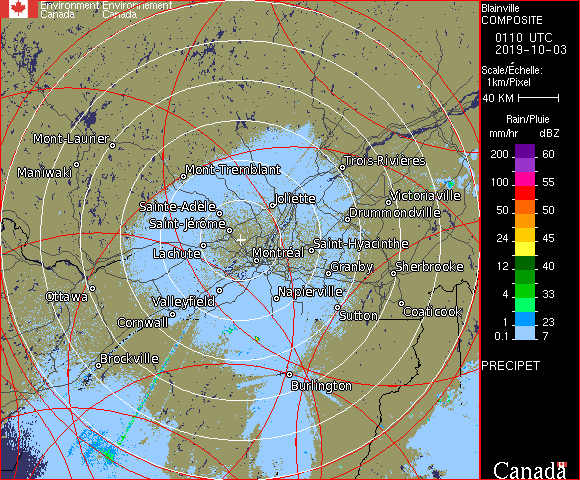 Environment Environnement
Canada Canada
Blainville
COMPOSITE
0110 UTC
2019-10-03
Scale/Échelle:
1km/Pixel
40 KM
Rain/Pluie
mm/hr dBZ
200 60
100 55
50 50
24 45
12 40
4 33
1 23
0.1 7
PRECIPET
Mont-Laurier
Maniwaki
Mont-Tremblant
Trois-Rivières
Joliette
Victoriaville
Sainte-Adèle
Drummondville
Saint-Jérôme
Lachute
Montréal
Saint-Hyacinthe
Granby
Sherbrooke
Ottawa
Valleyfield
Napierville
Cornwall
Sutton
Coaticook
Brockville
Burlington
Canada